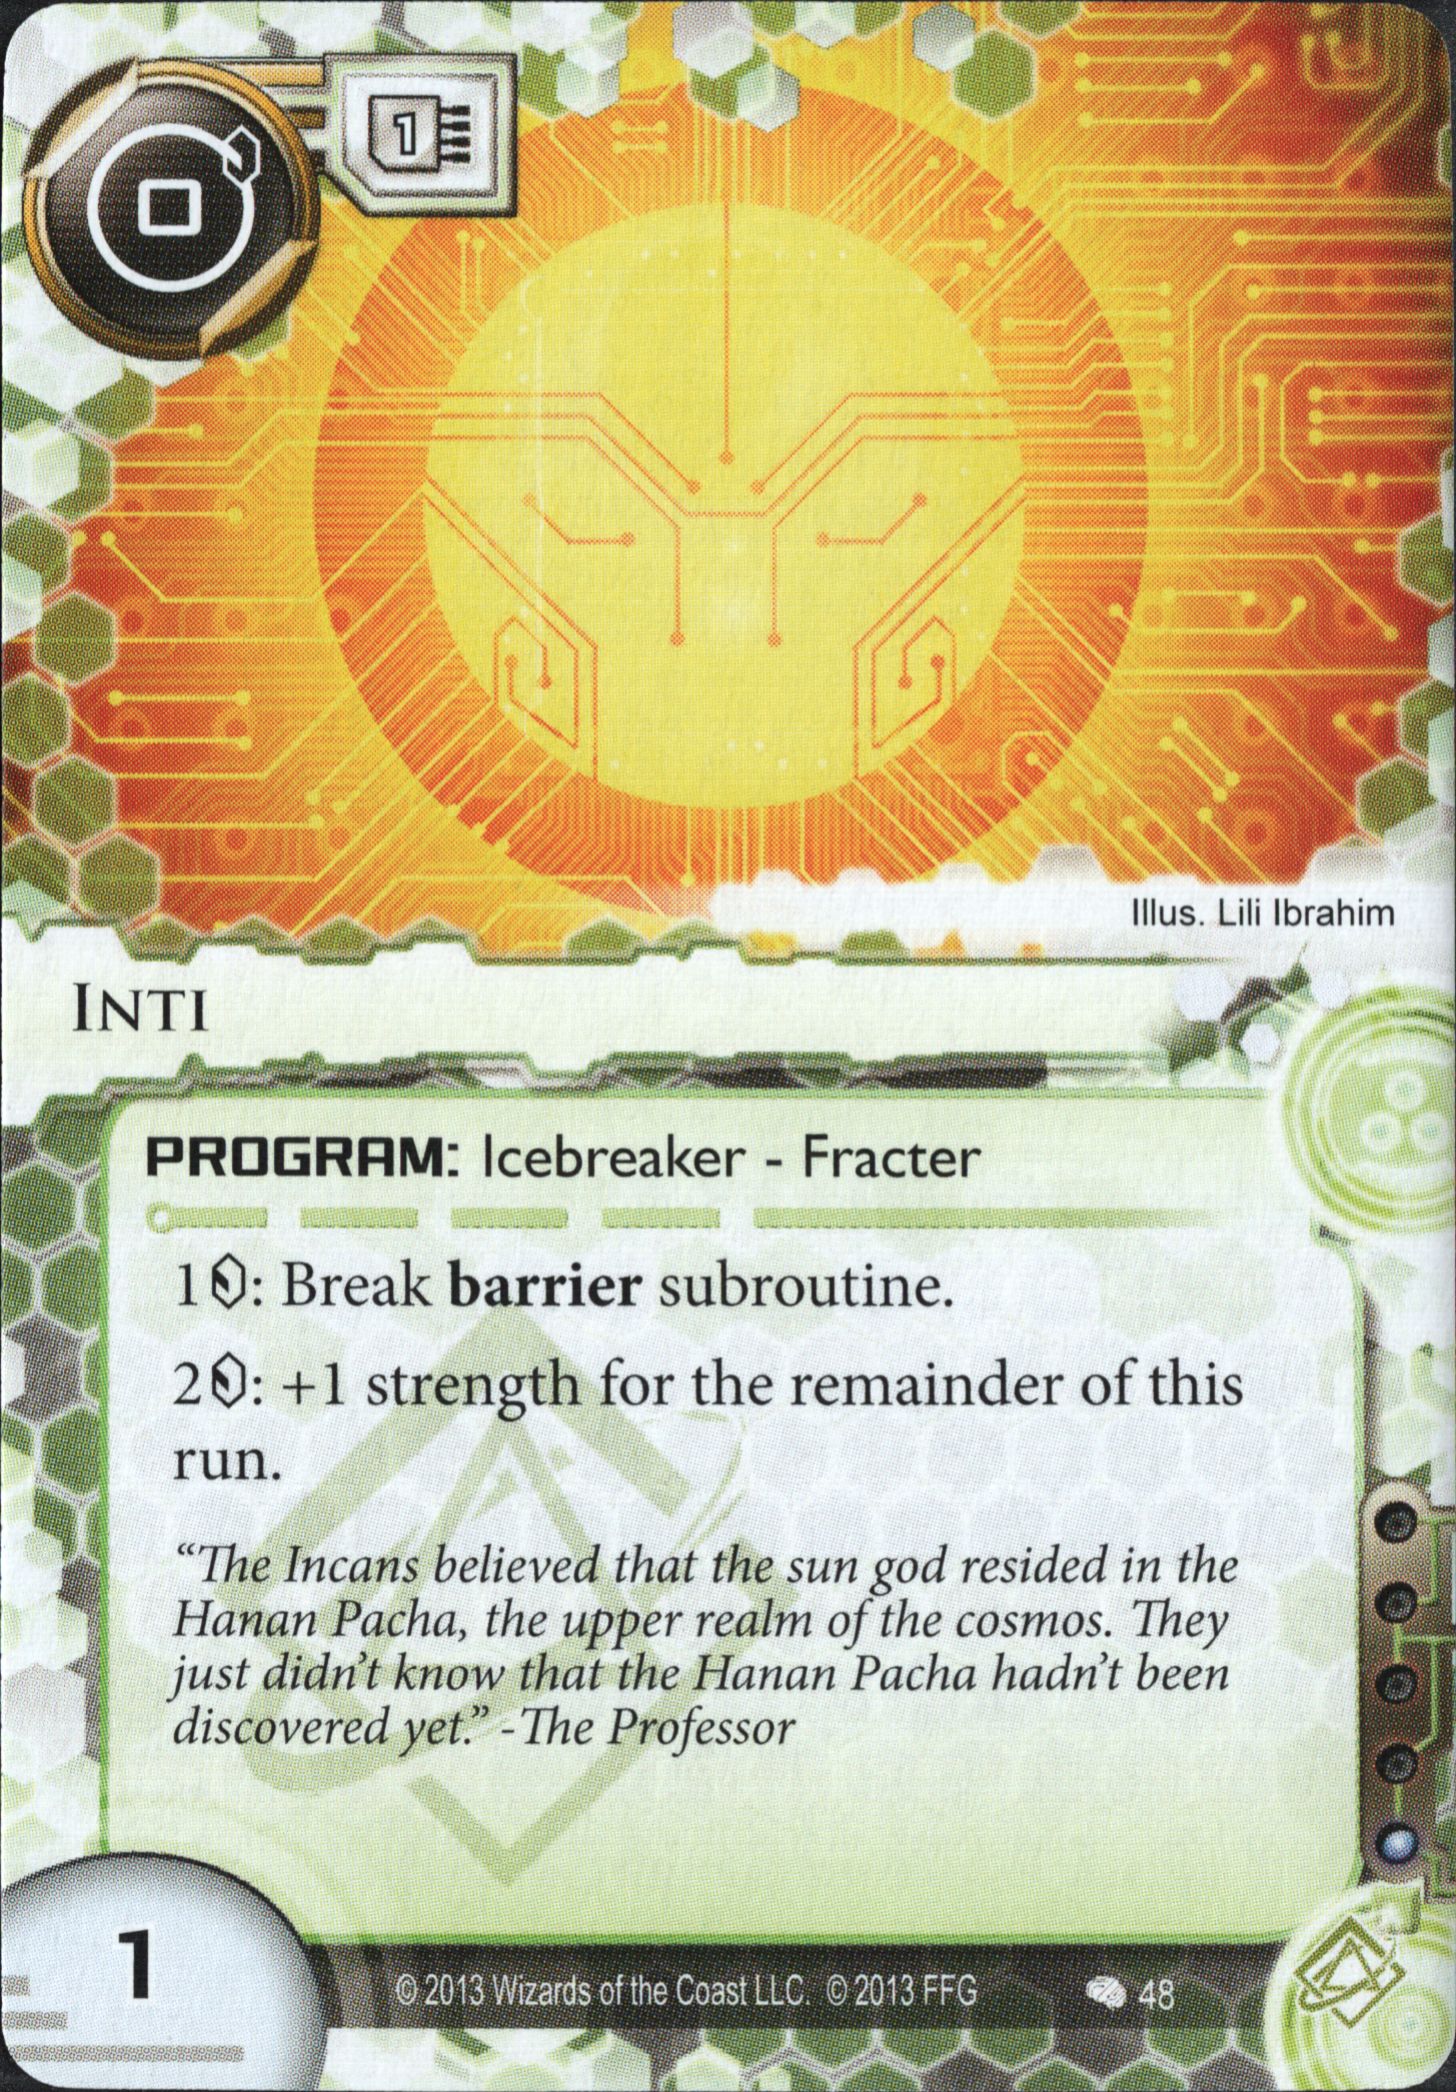 0
1
Illus. Lili Ibrahim
INTI
PROGRAM: Icebreaker - Fracter
1: Break barrier subroutine.
2: +1 strength for the remainder of this
run.
“The Incans believed that the sun god resided in the
Hanan Pacha, the upper realm of the cosmos. They
just didn’t know that the Hanan Pacha hadn’t been
discovered yet.” -The Professor
1
© 2013 Wizards of the Coast LLC. © 2013 FFG
48